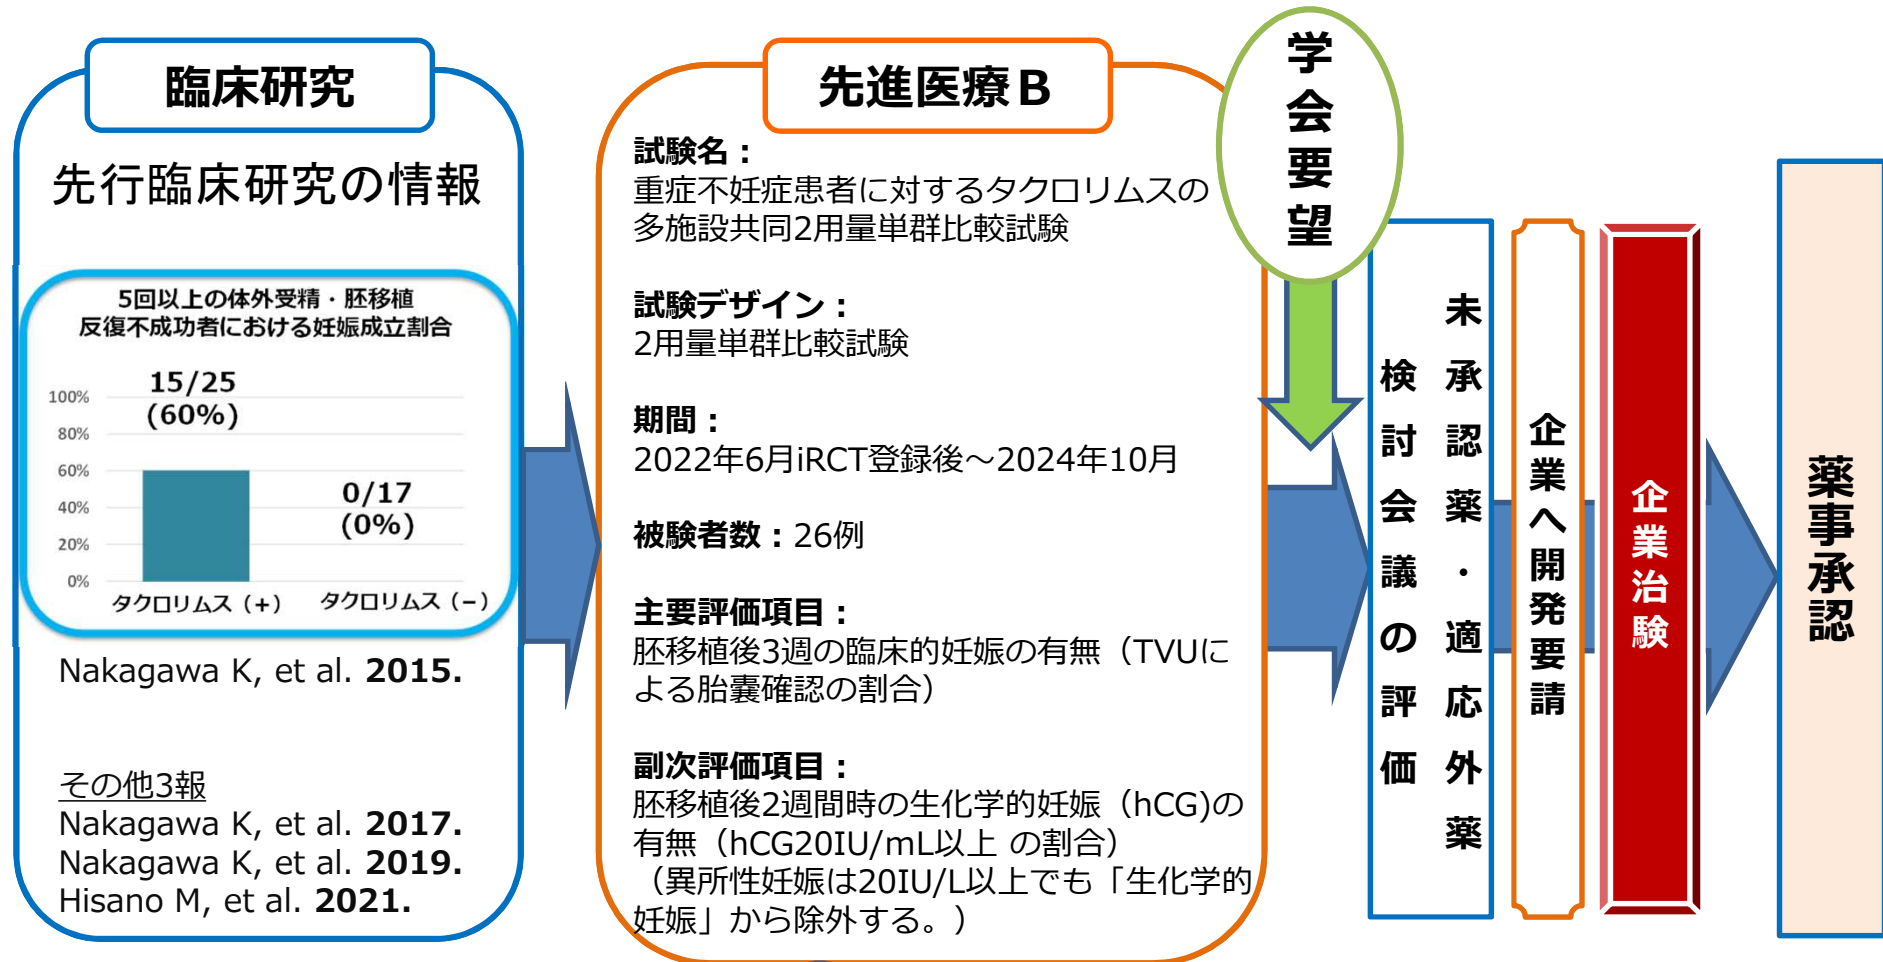 臨床研究
先行臨床研究の情報
5回以上の体外受精・胚移植
反復不成功者における妊娠成立割合
100%
80%
60%
40%
20%
0%
15/25
(60%)
0/17
(0%)
タクロリムス（+）
タクロリムス（−）
Nakagawa K, et al. 2015.
その他3報
Nakagawa K, et al. 2017.
Nakagawa K, et al. 2019.
Hisano M, et al. 2021.
先進医療B
試験名：
重症不妊症患者に対するタクロリムスの
多施設共同2用量単群比較試験
試験デザイン：
2用量単群比較試験
期間：
2022年6月iRCT登録後～2024年10月
被験者数：26例
主要評価項目：
胚移植後3週の臨床的妊娠の有無（TVUに
よる胎嚢確認の割合）
副次評価項目：
胚移植後2週間時の生化学的妊娠（hCG)の
有無（hCG20IU/mL以上 の割合）
（異所性妊娠は20IU/L以上でも「生化学的
妊娠」から除外する。）
学会要望
未承認薬・適応外薬
検討会議の評価
企業へ開発要請
企業治験
薬事承認